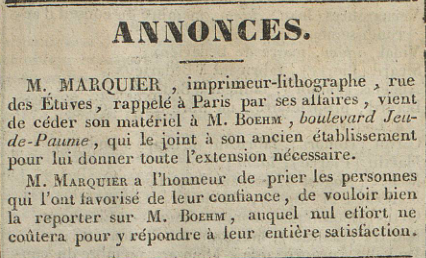 ANNONCES.
M. MARQUIER, imprimeur-lithographe, rue
des Étuves, rappelé à Paris par ses affaires, vient
de céder son matériel à M. BOEHM, boulevard Jeu-
de-Paume, qui le joint à son ancien établissement
pour lui donner toute l'extension nécessaire.
M. MARQUIER a l'honneur de prier les personnes
qui l'ont favorisé de leur confiance, de vouloir bien
la reporter sur M. BOEHM, auquel nul effort ne
coûtera pour y répondre à leur entière satisfaction.